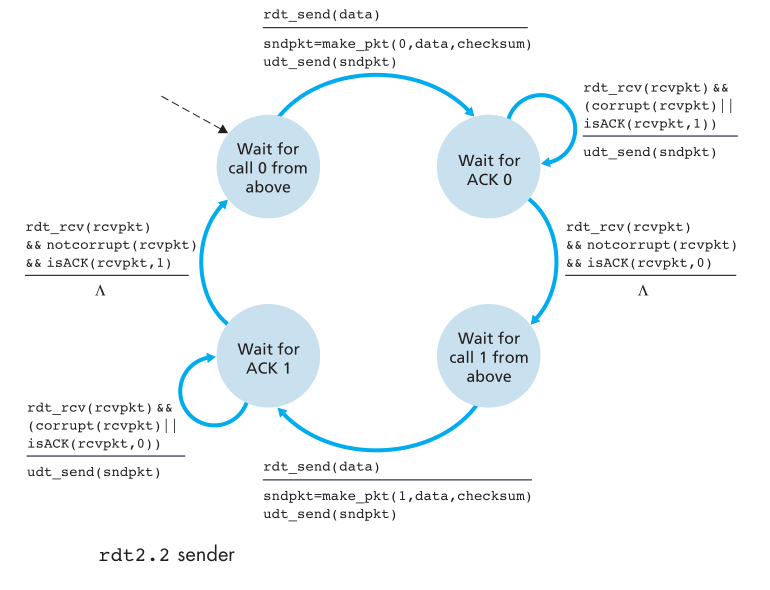 rdt_send(data)
sndpkt=make_pkt(0,data,checksum)
udt_send(sndpkt)
rdt_rcv(rcvpkt)&&
(corrupt(rcvpkt)||
isACK(rcvpkt,1))
udt_send(sndpkt)
Wait for
call 0 from
above
Wait for
ACK 0
rdt_rcv(rcvpkt)
&& notcorrupt(rcvpkt)
&& isACK(rcvpkt,1)
Λ
rdt_rcv(rcvpkt)
&& notcorrupt(rcvpkt)
&& isACK(rcvpkt,0)
Λ
Wait for
ACK 1
Wait for
call 1 from
above
rdt_rcv(rcvpkt)&&
(corrupt(rcvpkt)||
isACK(rcvpkt,0))
udt_send(sndpkt)
rdt_send(data)
sndpkt=make_pkt(1,data,checksum)
udt_send(sndpkt)
rdt2.2 sender